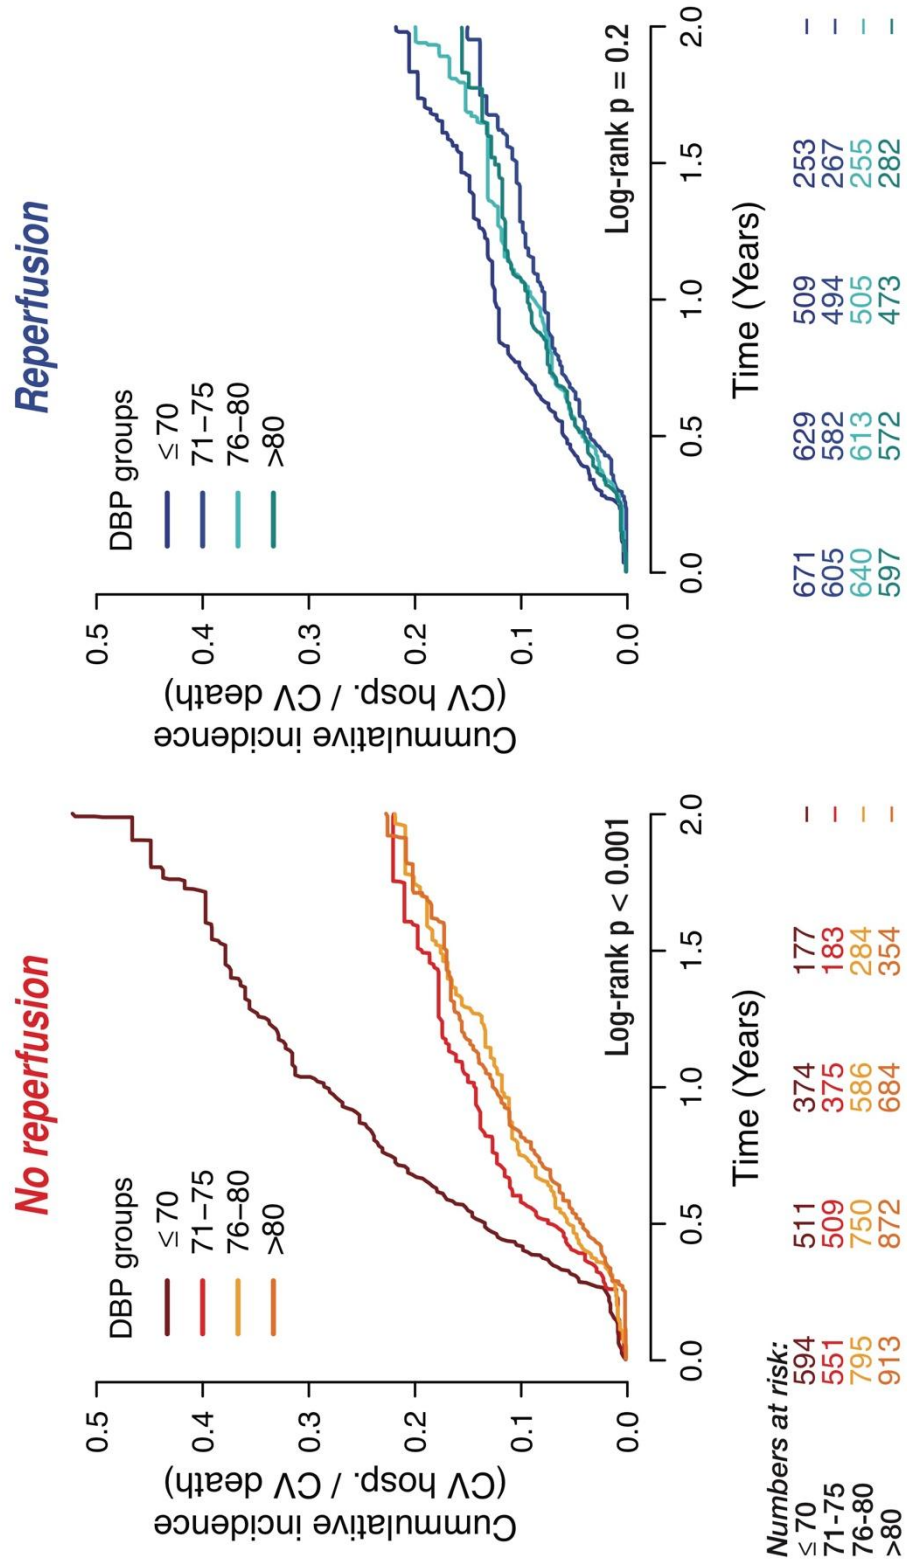 No reperfusion
Cummulative incidence
(CV hosp. / CV death)
0.5
0.4
0.3
0.2
0.1
0.0
DBP groups
≤ 70
71–75
76–80
>80
Log-rank p < 0.001
0.0 0.5 1.0 1.5 2.0
Time (Years)
Numbers at risk:
≤ 70 594 511 374 177 –
71-75 551 509 375 183 –
76-80 795 750 586 284 –
>80 913 872 684 354 –
Reperfusion
Cummulative incidence
(CV hosp. / CV death)
0.5
0.4
0.3
0.2
0.1
0.0
DBP groups
≤ 70
71–75
76–80
>80
Log-rank p = 0.2
0.0 0.5 1.0 1.5 2.0
Time (Years)
671 629 509 253 –
605 582 494 267 –
640 613 505 255 –
597 572 473 282 –